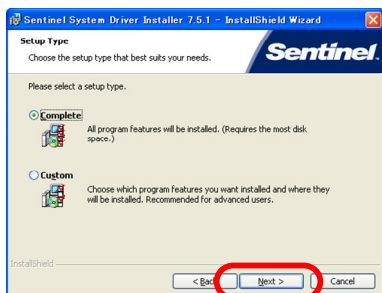 Sentinel System Driver Installer 7.5.1 - InstallShield Wizard
Setup Type
Choose the setup type that best suits your needs.
Sentinel.
Please select a setup type.
Complete
All program features will be installed. (Requires the most disk
space.)
Custom
Choose which program features you want installed and where they
will be installed. Recommended for advanced users.
InstallShield
< Back Next > Cancel